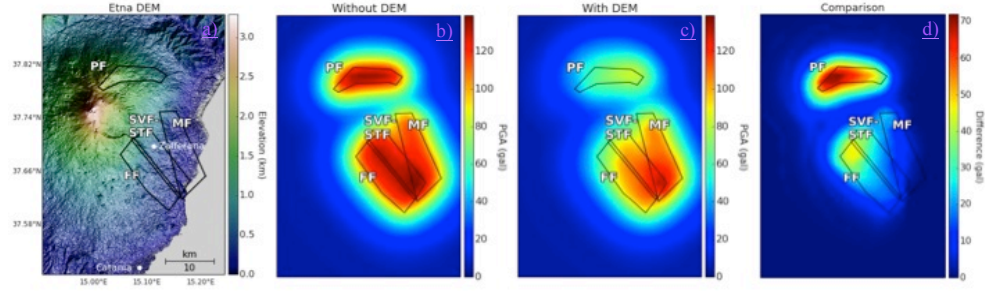 Etna DEM
a)
PF
SVF-
STF
MF
Zafferana
FF
Catania
km
10
37.82°N
37.74°N
37.66°N
37.58°N
15.00°E 15.10°E 15.20°E
3.0
2.5
2.0
1.5
1.0
0.5
0.0
Elevation (km)
Without DEM
b)
PF
SVF-
STF
MF
FF
120
100
80
60
40
20
0
PGA (gal)
With DEM
c)
PF
SVF-
STF
MF
FF
120
100
80
60
40
20
0
PGA (gal)
Comparison
d)
PF
SVF-
STF
MF
FF
70
60
50
40
30
20
10
0
Difference (gal)